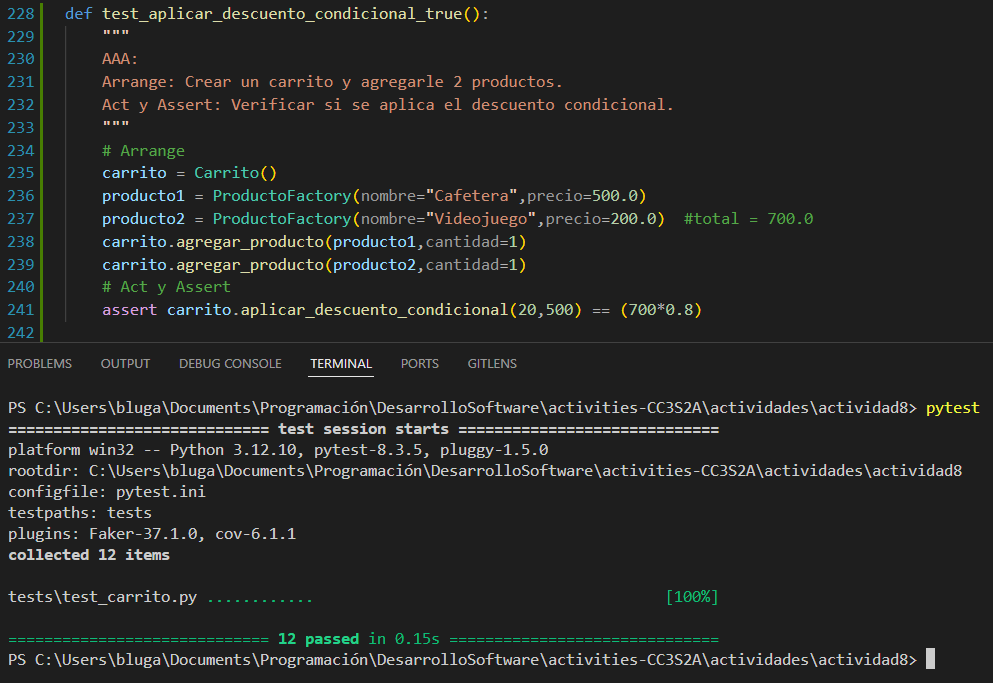 228 def test_aplicar_descuento_condicional_true():
229 """
230 AAA:
231 Arrange: Crear un carrito y agregarle 2 productos.
232 Act y Assert: Verificar si se aplica el descuento condicional.
233 """
234 # Arrange
235 carrito = Carrito()
236 producto1 = ProductoFactory(nombre="Cafetera",precio=500.0)
237 producto2 = ProductoFactory(nombre="Videojuego",precio=200.0)  #total = 700.0
238 carrito.agregar_producto(producto1,cantidad=1)
239 carrito.agregar_producto(producto2,cantidad=1)
240 # Act y Assert
241 assert carrito.aplicar_descuento_condicional(20,500) == (700*0.8)
242
PROBLEMS OUTPUT DEBUG CONSOLE TERMINAL PORTS GITLENS
PS C:\Users\bluga\Documents\Programación\DesarrolloSoftware\activities-CC3S2A\actividades\actividad8> pytest
============================= test session starts =============================
platform win32 -- Python 3.12.10, pytest-8.3.5, pluggy-1.5.0
rootdir: C:\Users\bluga\Documents\Programación\DesarrolloSoftware\activities-CC3S2A\actividades\actividad8
configfile: pytest.ini
testpaths: tests
plugins: Faker-37.1.0, cov-6.1.1
collected 12 items
tests\test_carrito.py ............ [100%]
============================= 12 passed in 0.15s ==============================
PS C:\Users\bluga\Documents\Programación\DesarrolloSoftware\activities-CC3S2A\actividades\actividad8>